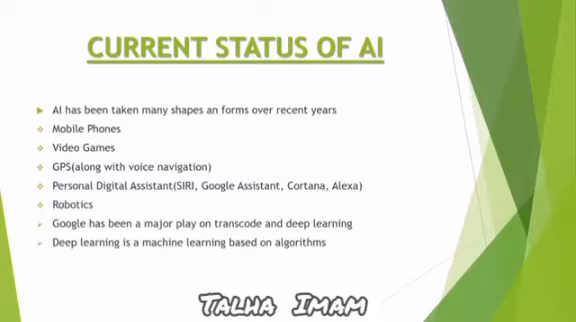 CURRENT STATUS OF AI
AI has been taken many shapes an forms over recent years
Mobile Phones
Video Games
GPS(along with voice navigation)
Personal Digital Assistant(SIRI, Google Assistant, Cortana, Alexa)
Robotics
Google has been a major play on transcode and deep learning
Deep learning is a machine learning based on algorithms
TALHA IMAM